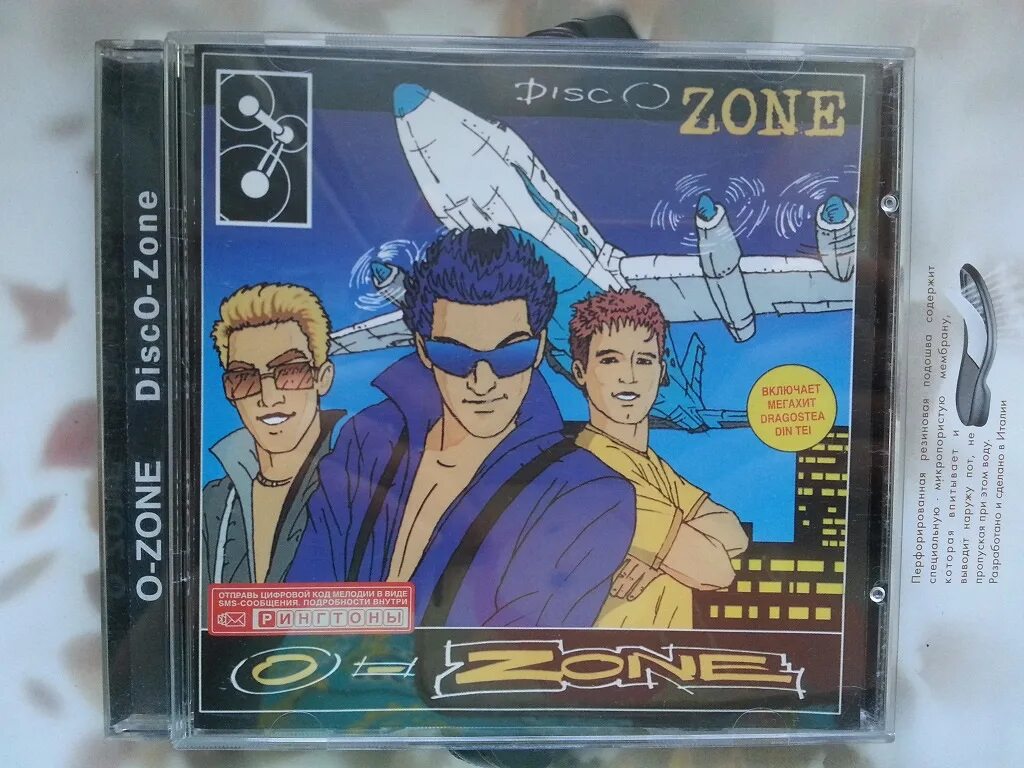 DISCO
ZONE
O-ZONE DiscO-Zone
ВКЛЮЧАЕТ
МЕГАХИТ
DRAGOSTEA
DIN TEI
ОТПРАВЬ ЦИФРОВОЙ КОД МЕЛОДИИ В ВИДЕ
SMS-СООБЩЕНИЯ. ПОДРОБНОСТИ ВНУТРИ
РИНГТОНЫ
O-ZONE
Перфорированная резиновая подошва содержит
специальную микропористую мембрану,
которая впитывает и
выводит наружу пот, не
пропуская при этом воду.
Разработано и сделано в Италии